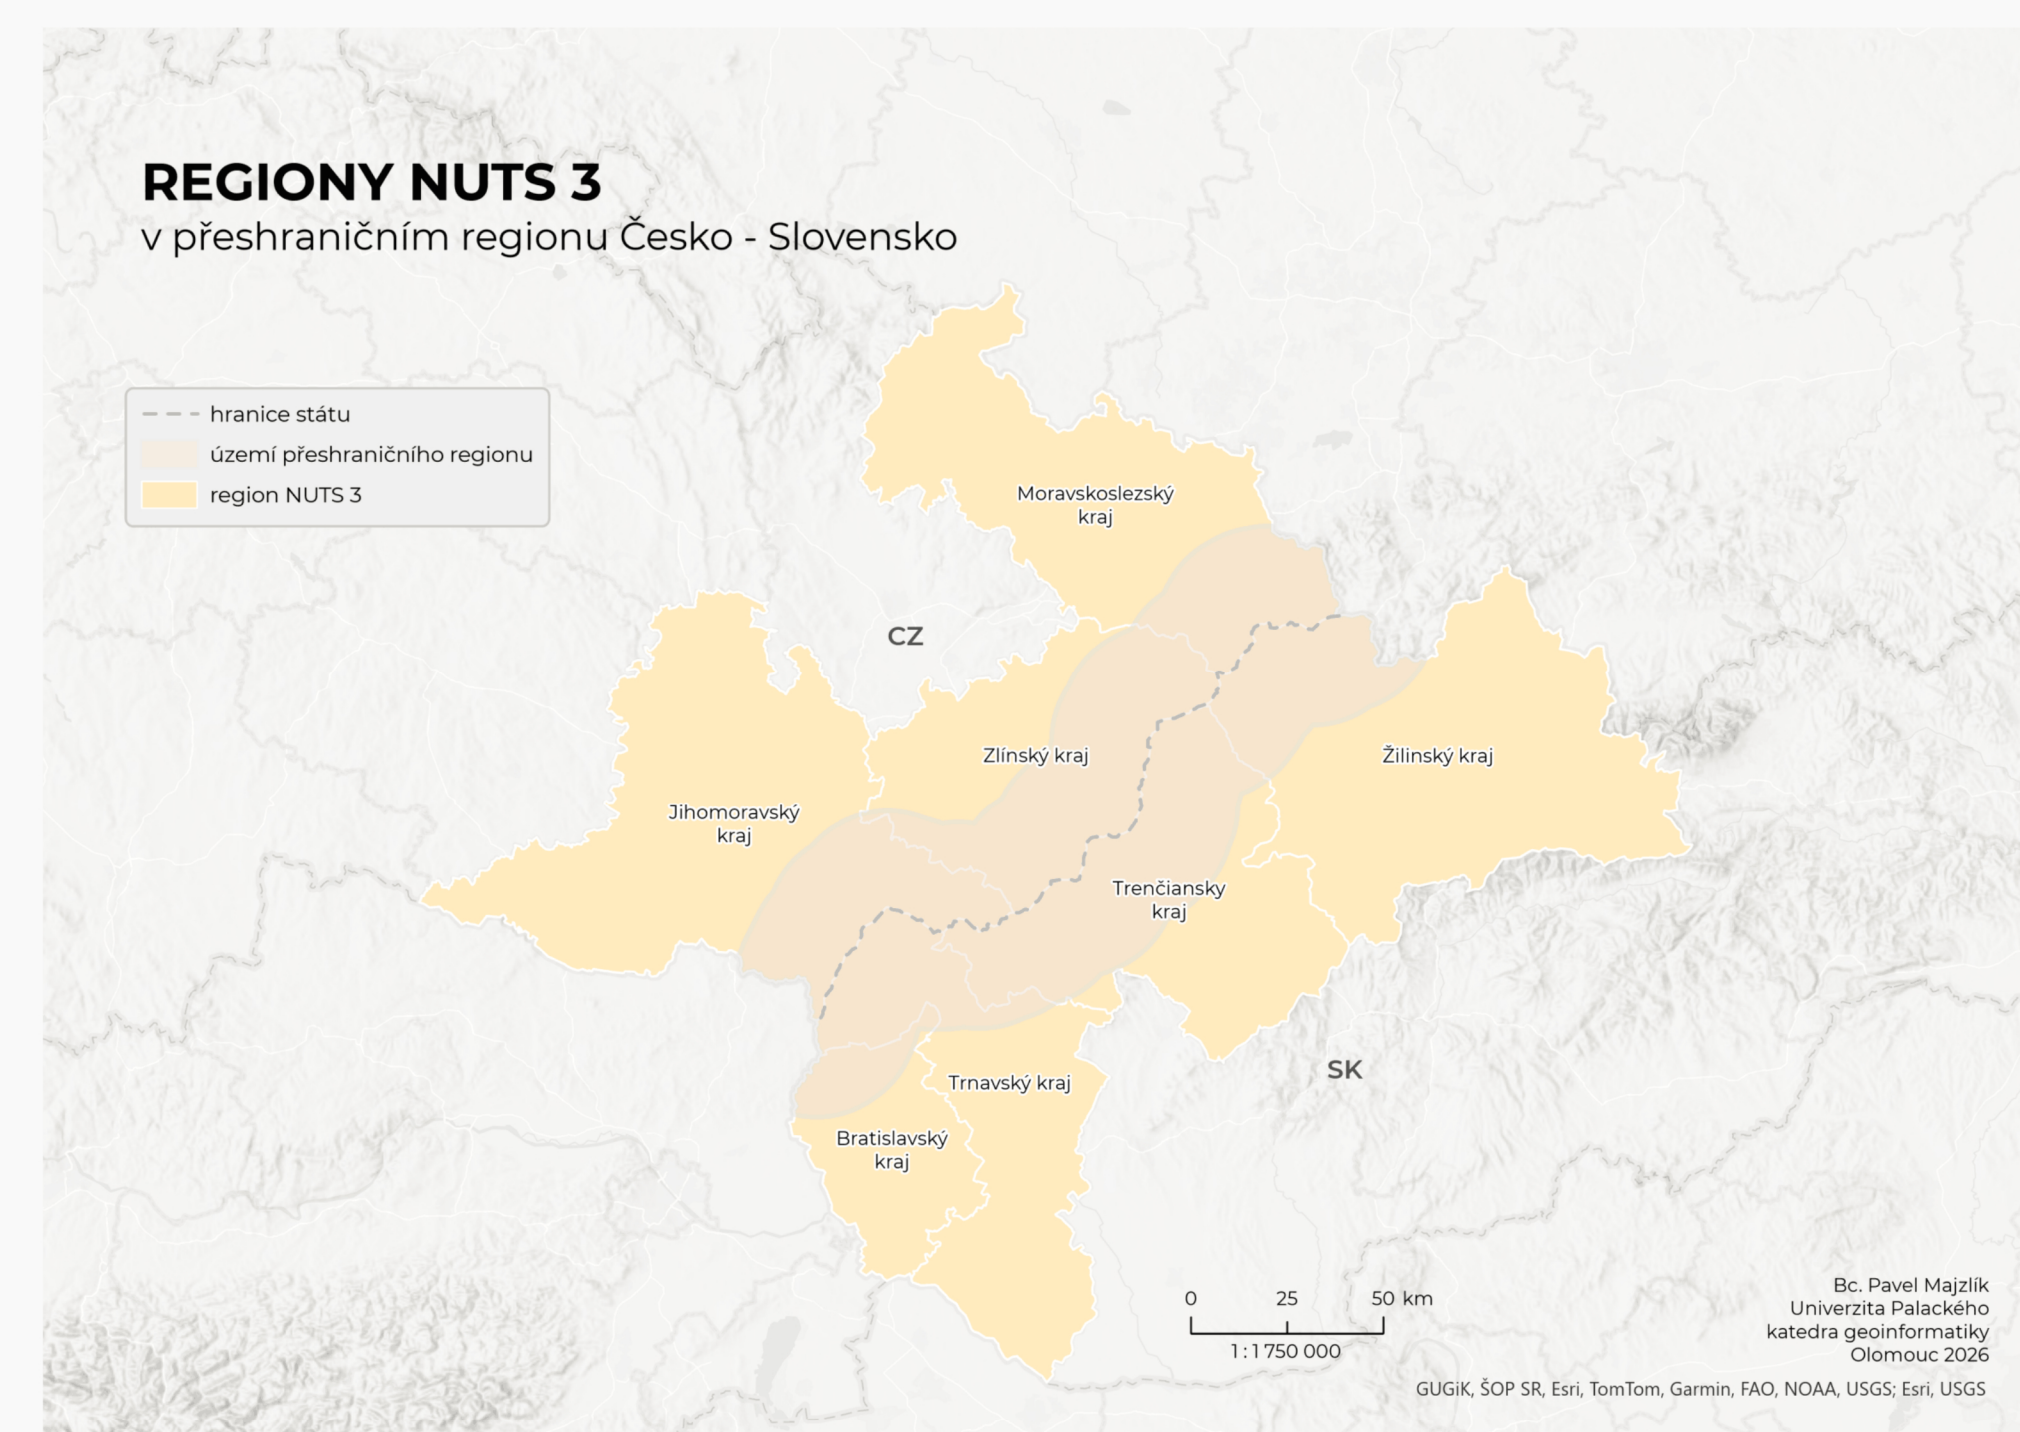 REGIONY NUTS 3
v přeshraničním regionu Česko - Slovensko
hranice státu
území přeshraničního regionu
region NUTS 3
Moravskoslezský
kraj
CZ
Zlínský kraj
Žilinský kraj
Jihomoravský
kraj
Trenčiansky
kraj
SK
Trnavský kraj
Bratislavský
kraj
0 25 50 km
1 : 1 750 000
Bc. Pavel Majzlík
Univerzita Palackého
katedra geoinformatiky
Olomouc 2026
GUGiK, ŠOP SR, Esri, TomTom, Garmin, FAO, NOAA, USGS; Esri, USGS